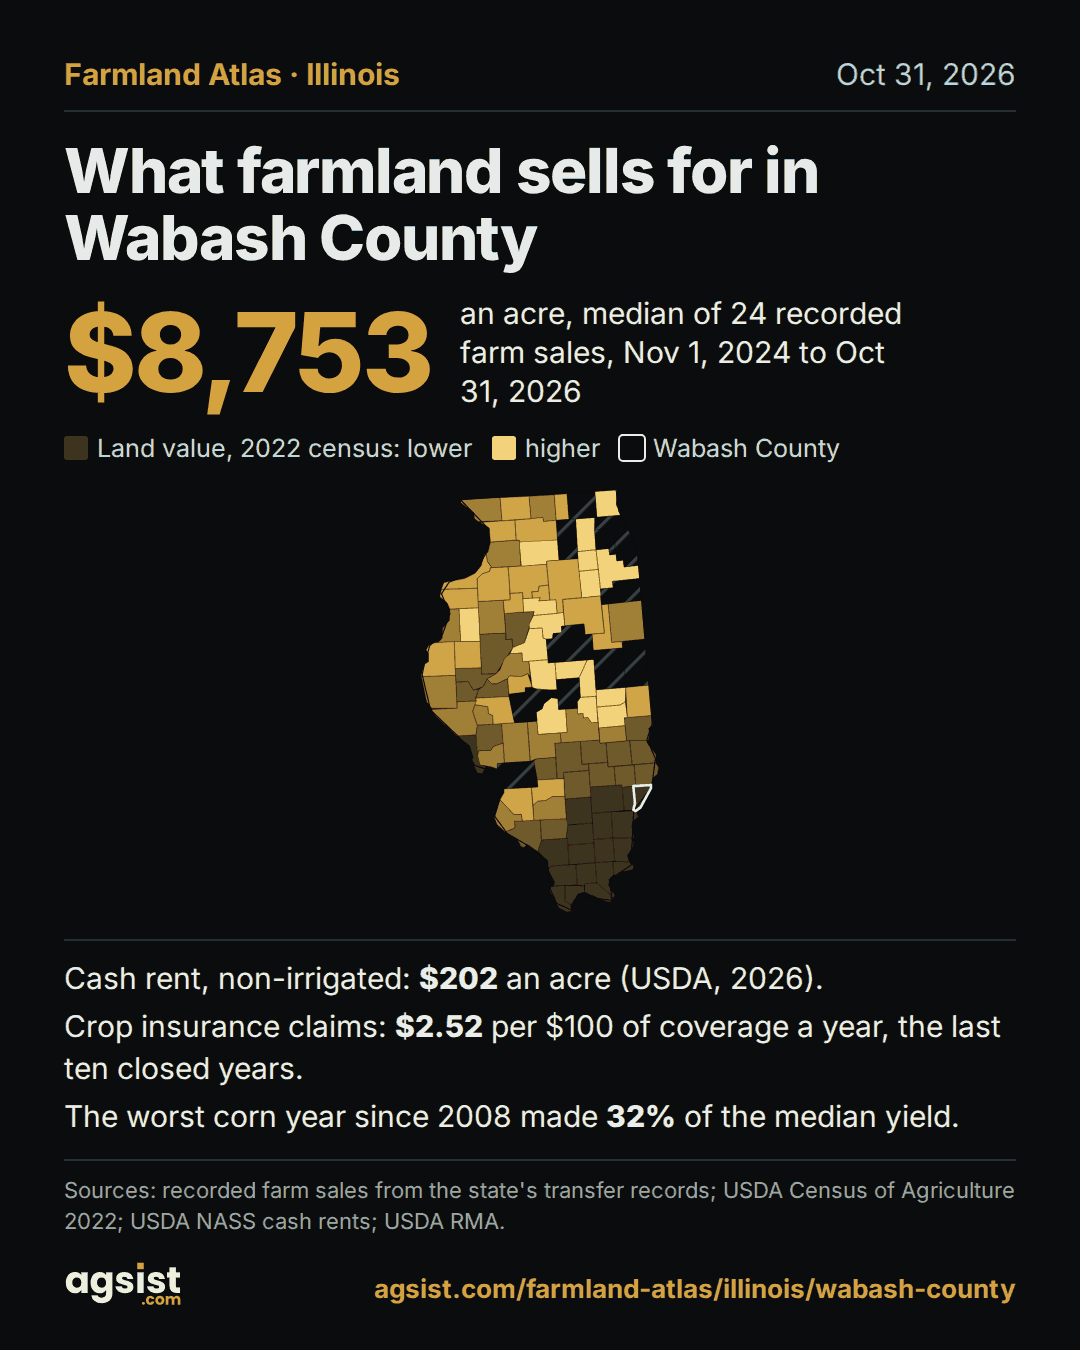 Farmland Atlas · Illinois
Oct 31, 2026
What farmland sells for in
Wabash County
$8,753
an acre, median of 24 recorded
farm sales, Nov 1, 2024 to Oct
31, 2026
Land value, 2022 census: lower
higher
Wabash County
Cash rent, non-irrigated: $202 an acre (USDA, 2026).
Crop insurance claims: $2.52 per $100 of coverage a year, the last
ten closed years.
The worst corn year since 2008 made 32% of the median yield.
Sources: recorded farm sales from the state's transfer records; USDA Census of Agriculture
2022; USDA NASS cash rents; USDA RMA.
agsist
.com
agsist.com/farmland-atlas/illinois/wabash-county